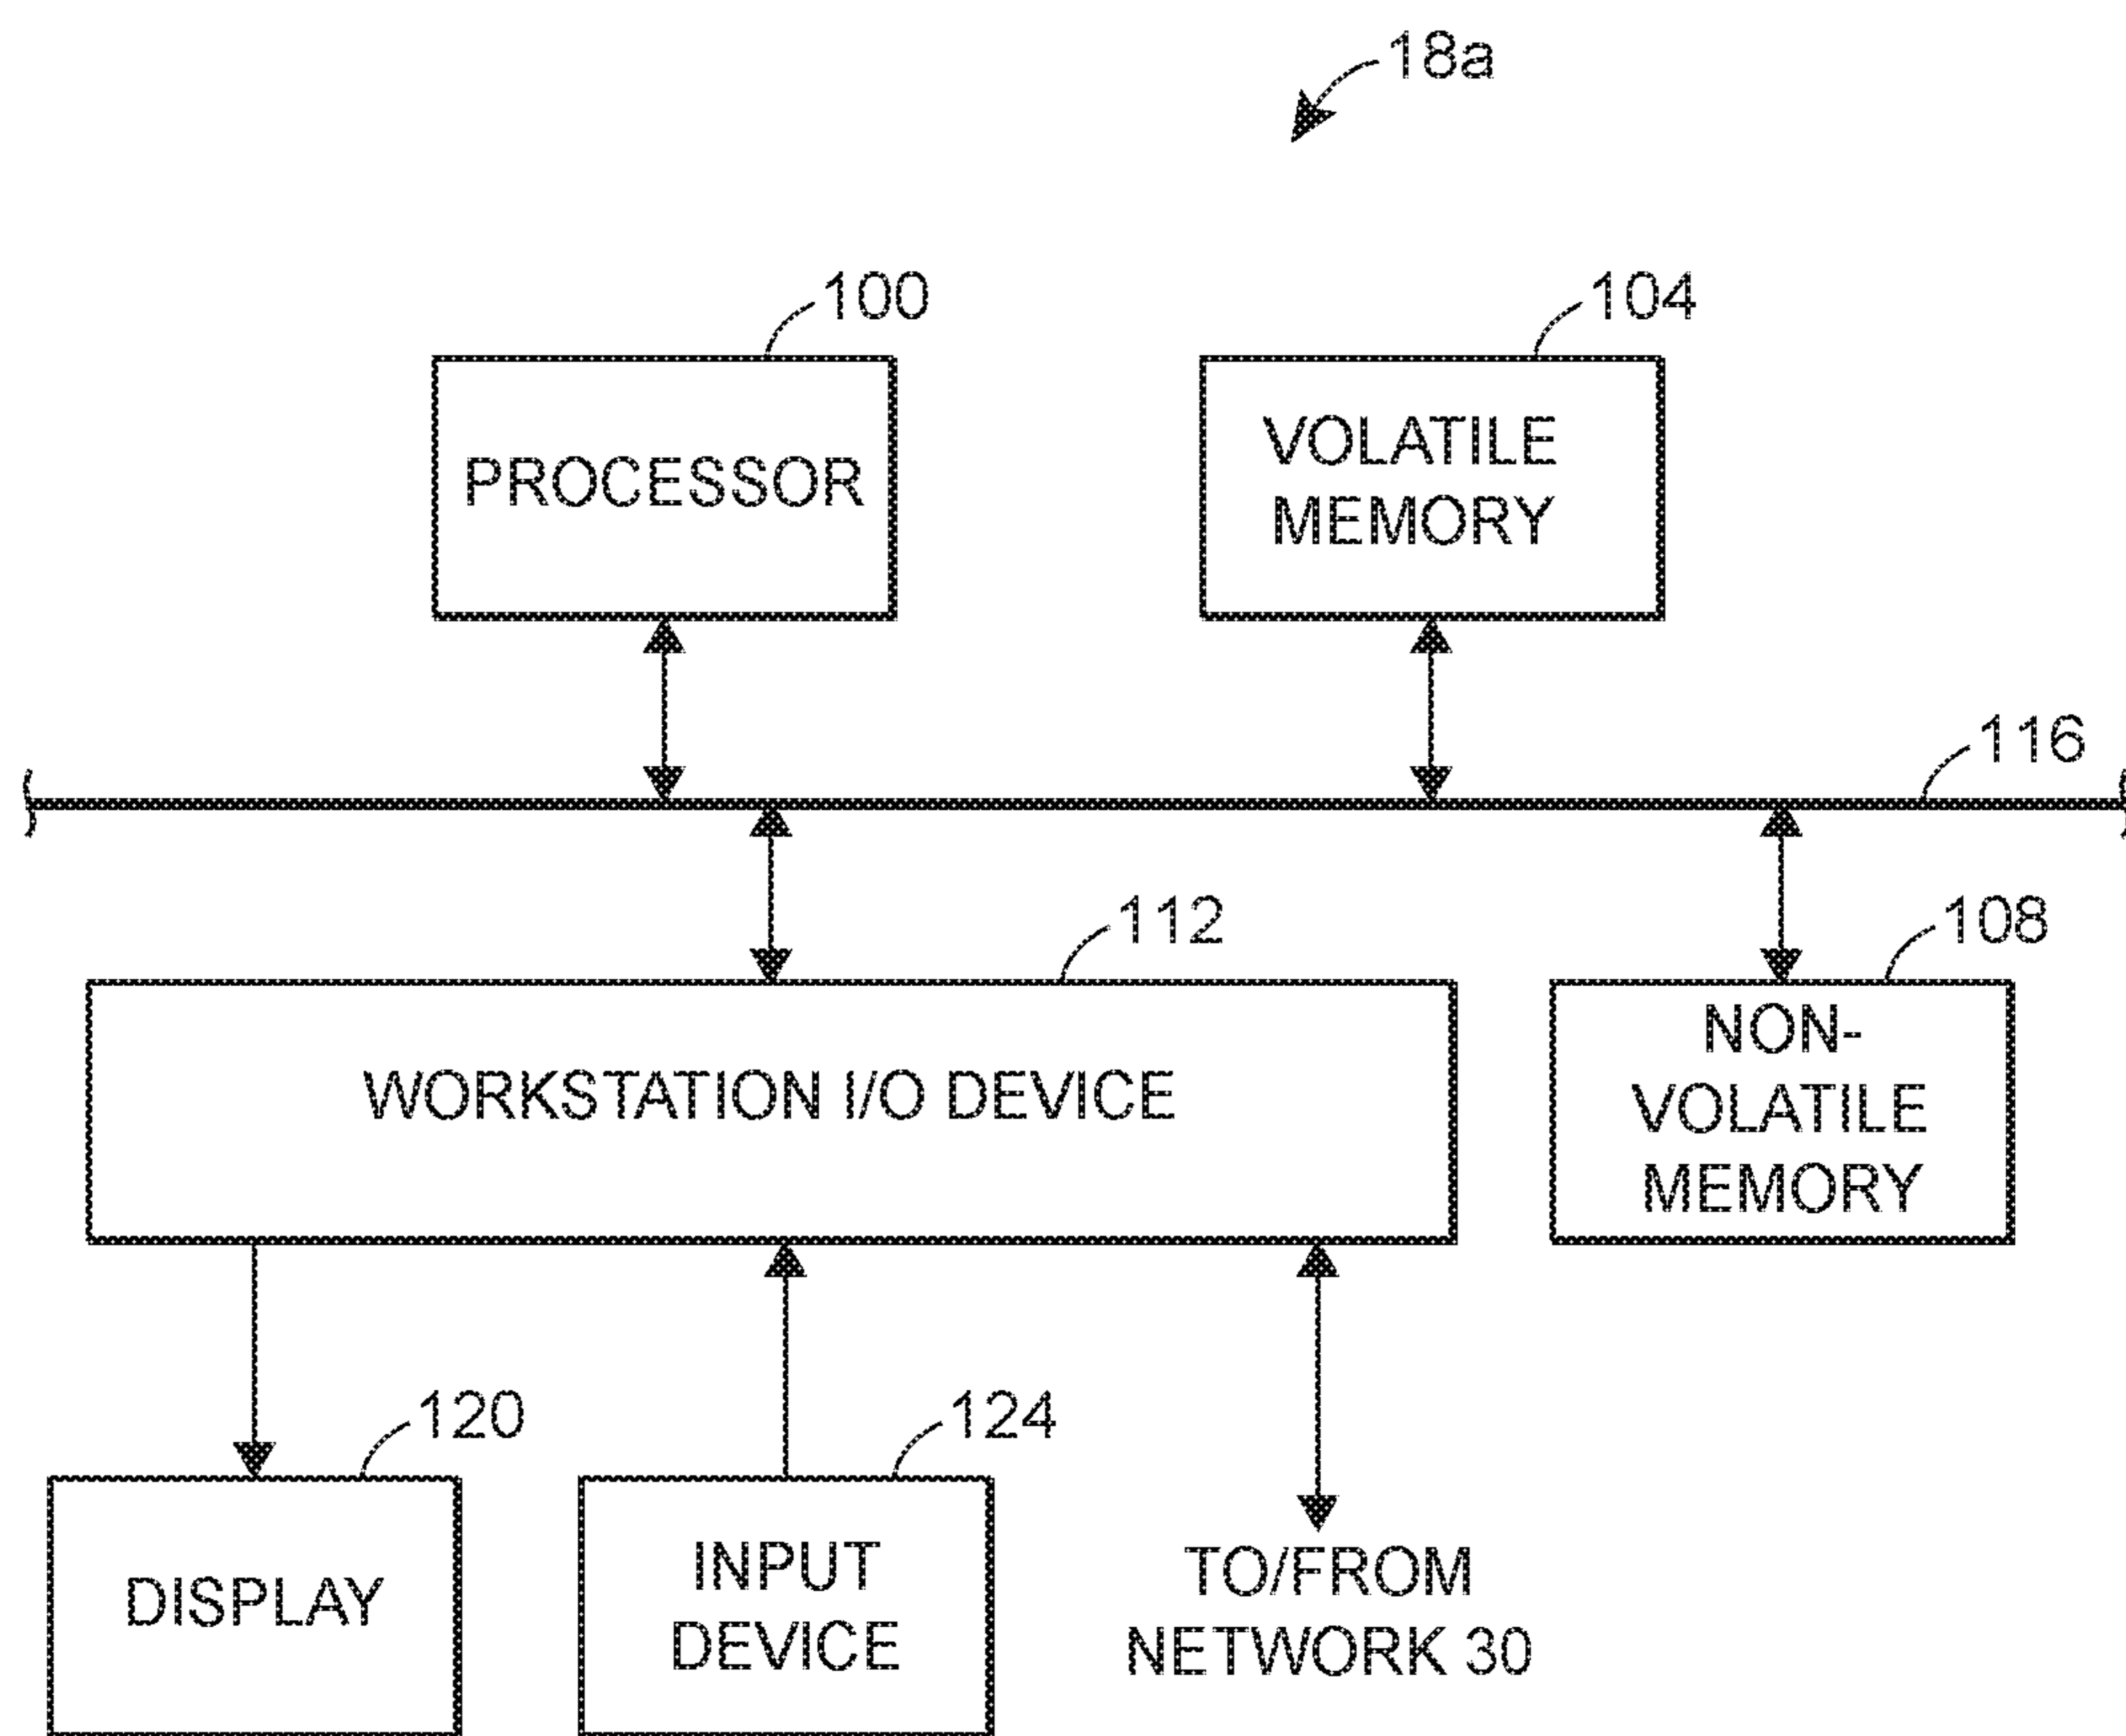 18a
100
104
PROCESSOR
VOLATILE
MEMORY
116
112
108
WORKSTATION I/O DEVICE
NON-
VOLATILE
MEMORY
120
124
DISPLAY
INPUT
DEVICE
TO/FROM
NETWORK 30